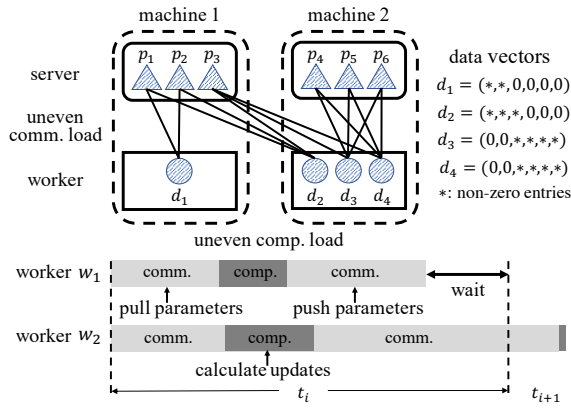 machine 1 machine 2
p₁ p₂ p₃ p₄ p₅ p₆
server
data vectors
d₁ = (*,*,0,0,0,0)
uneven
comm. load
d₂ = (*,*,*,0,0,0)
d₃ = (0,0,*,*,*,*)
worker
d₄ = (0,0,*,*,*,*)
d₁ d₂ d₃ d₄
*: non-zero entries
uneven comp. load
worker w₁ comm. comp. comm.
wait
pull parameters push parameters
worker w₂ comm. comp. comm.
calculate updates
tᵢ tᵢ₊₁